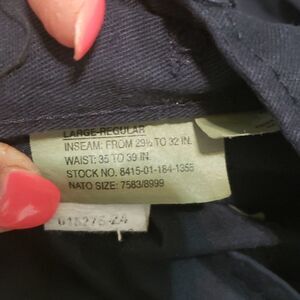 LARGE-REGULAR
INSEAM: FROM 29½ TO 32 IN.
WAIST: 35 TO 39 IN.
STOCK NO. 8415-01-184-1355
NATO SIZE: 7583/8999